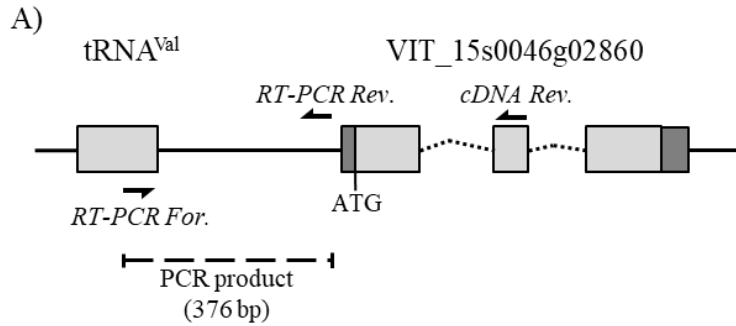 A)
tRNAVal
VIT_15s0046g02860
RT-PCR Rev.
cDNA Rev.
ATG
RT-PCR For.
PCR product
(376 bp)